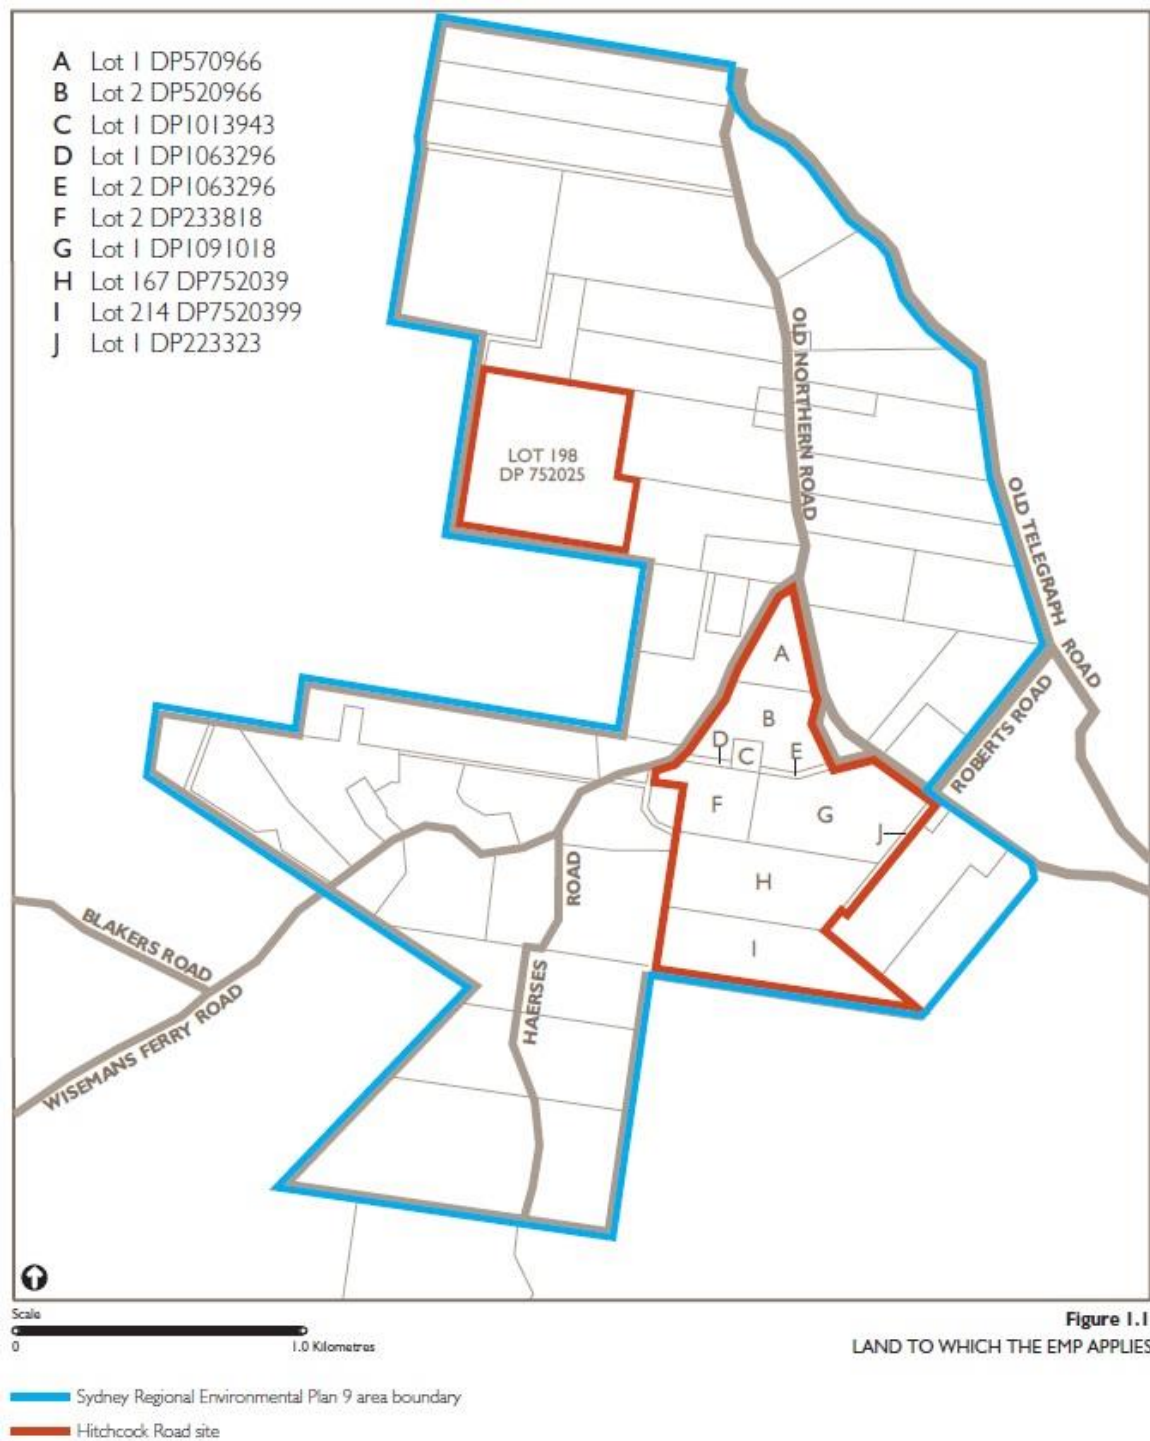 A Lot 1 DP570966
B Lot 2 DP520966
C Lot 1 DP1013943
D Lot 1 DP1063296
E Lot 2 DP1063296
F Lot 2 DP233818
G Lot 1 DP1091018
H Lot 167 DP752039
I Lot 214 DP7520399
J Lot 1 DP223323
OLD NORTHERN ROAD
LOT 198
DP 752025
OLD TELEGRAPH ROAD
A
B
D
C
E
ROBERTS ROAD
F
G
J
H
I
HAERSES ROAD
BLAKERS ROAD
WISEMANS FERRY ROAD
Scale
0 1.0 Kilometres
Figure 1.1
LAND TO WHICH THE EMP APPLIES
Sydney Regional Environmental Plan 9 area boundary
Hitchcock Road site